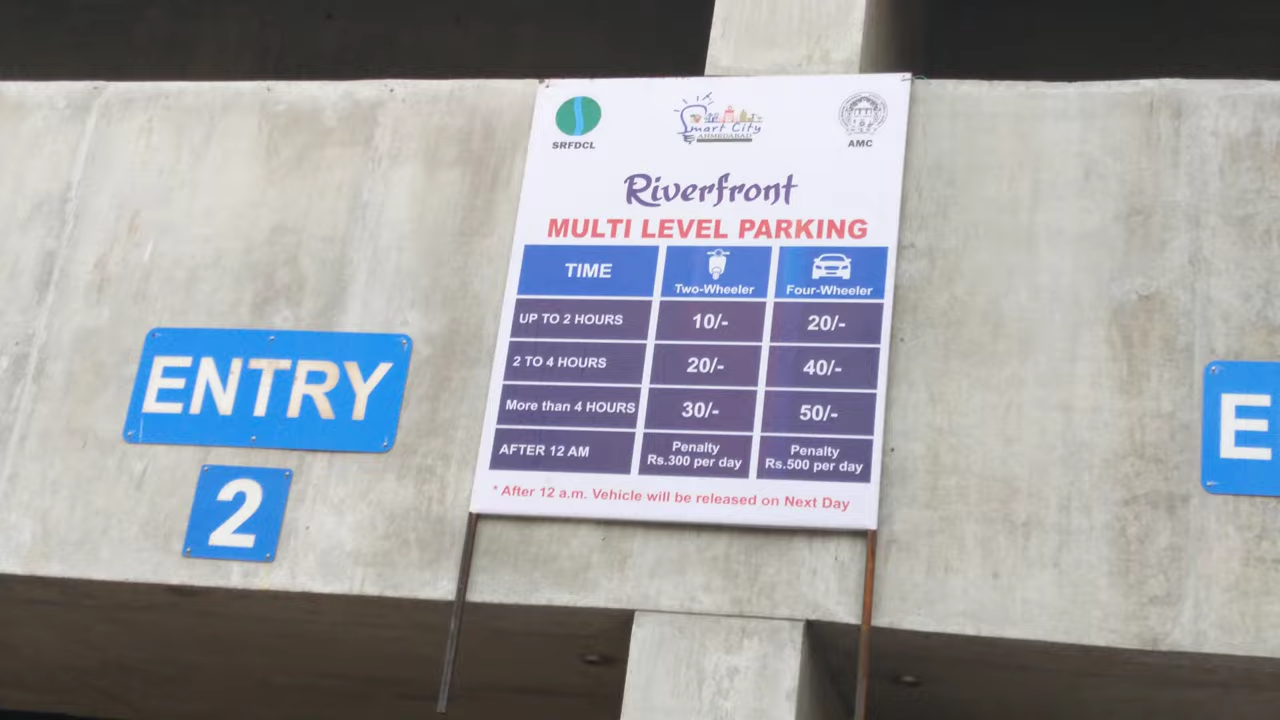 SRFDCL
Smart City
AHMEDABAD
AMC
Riverfront
MULTI LEVEL PARKING
TIME
Two-Wheeler
Four-Wheeler
UP TO 2 HOURS
10/-
20/-
2 TO 4 HOURS
20/-
40/-
More than 4 HOURS
30/-
50/-
AFTER 12 AM
Penalty
Rs.300 per day
Penalty
Rs.500 per day
* After 12 a.m. Vehicle will be released on Next Day
ENTRY
2
E